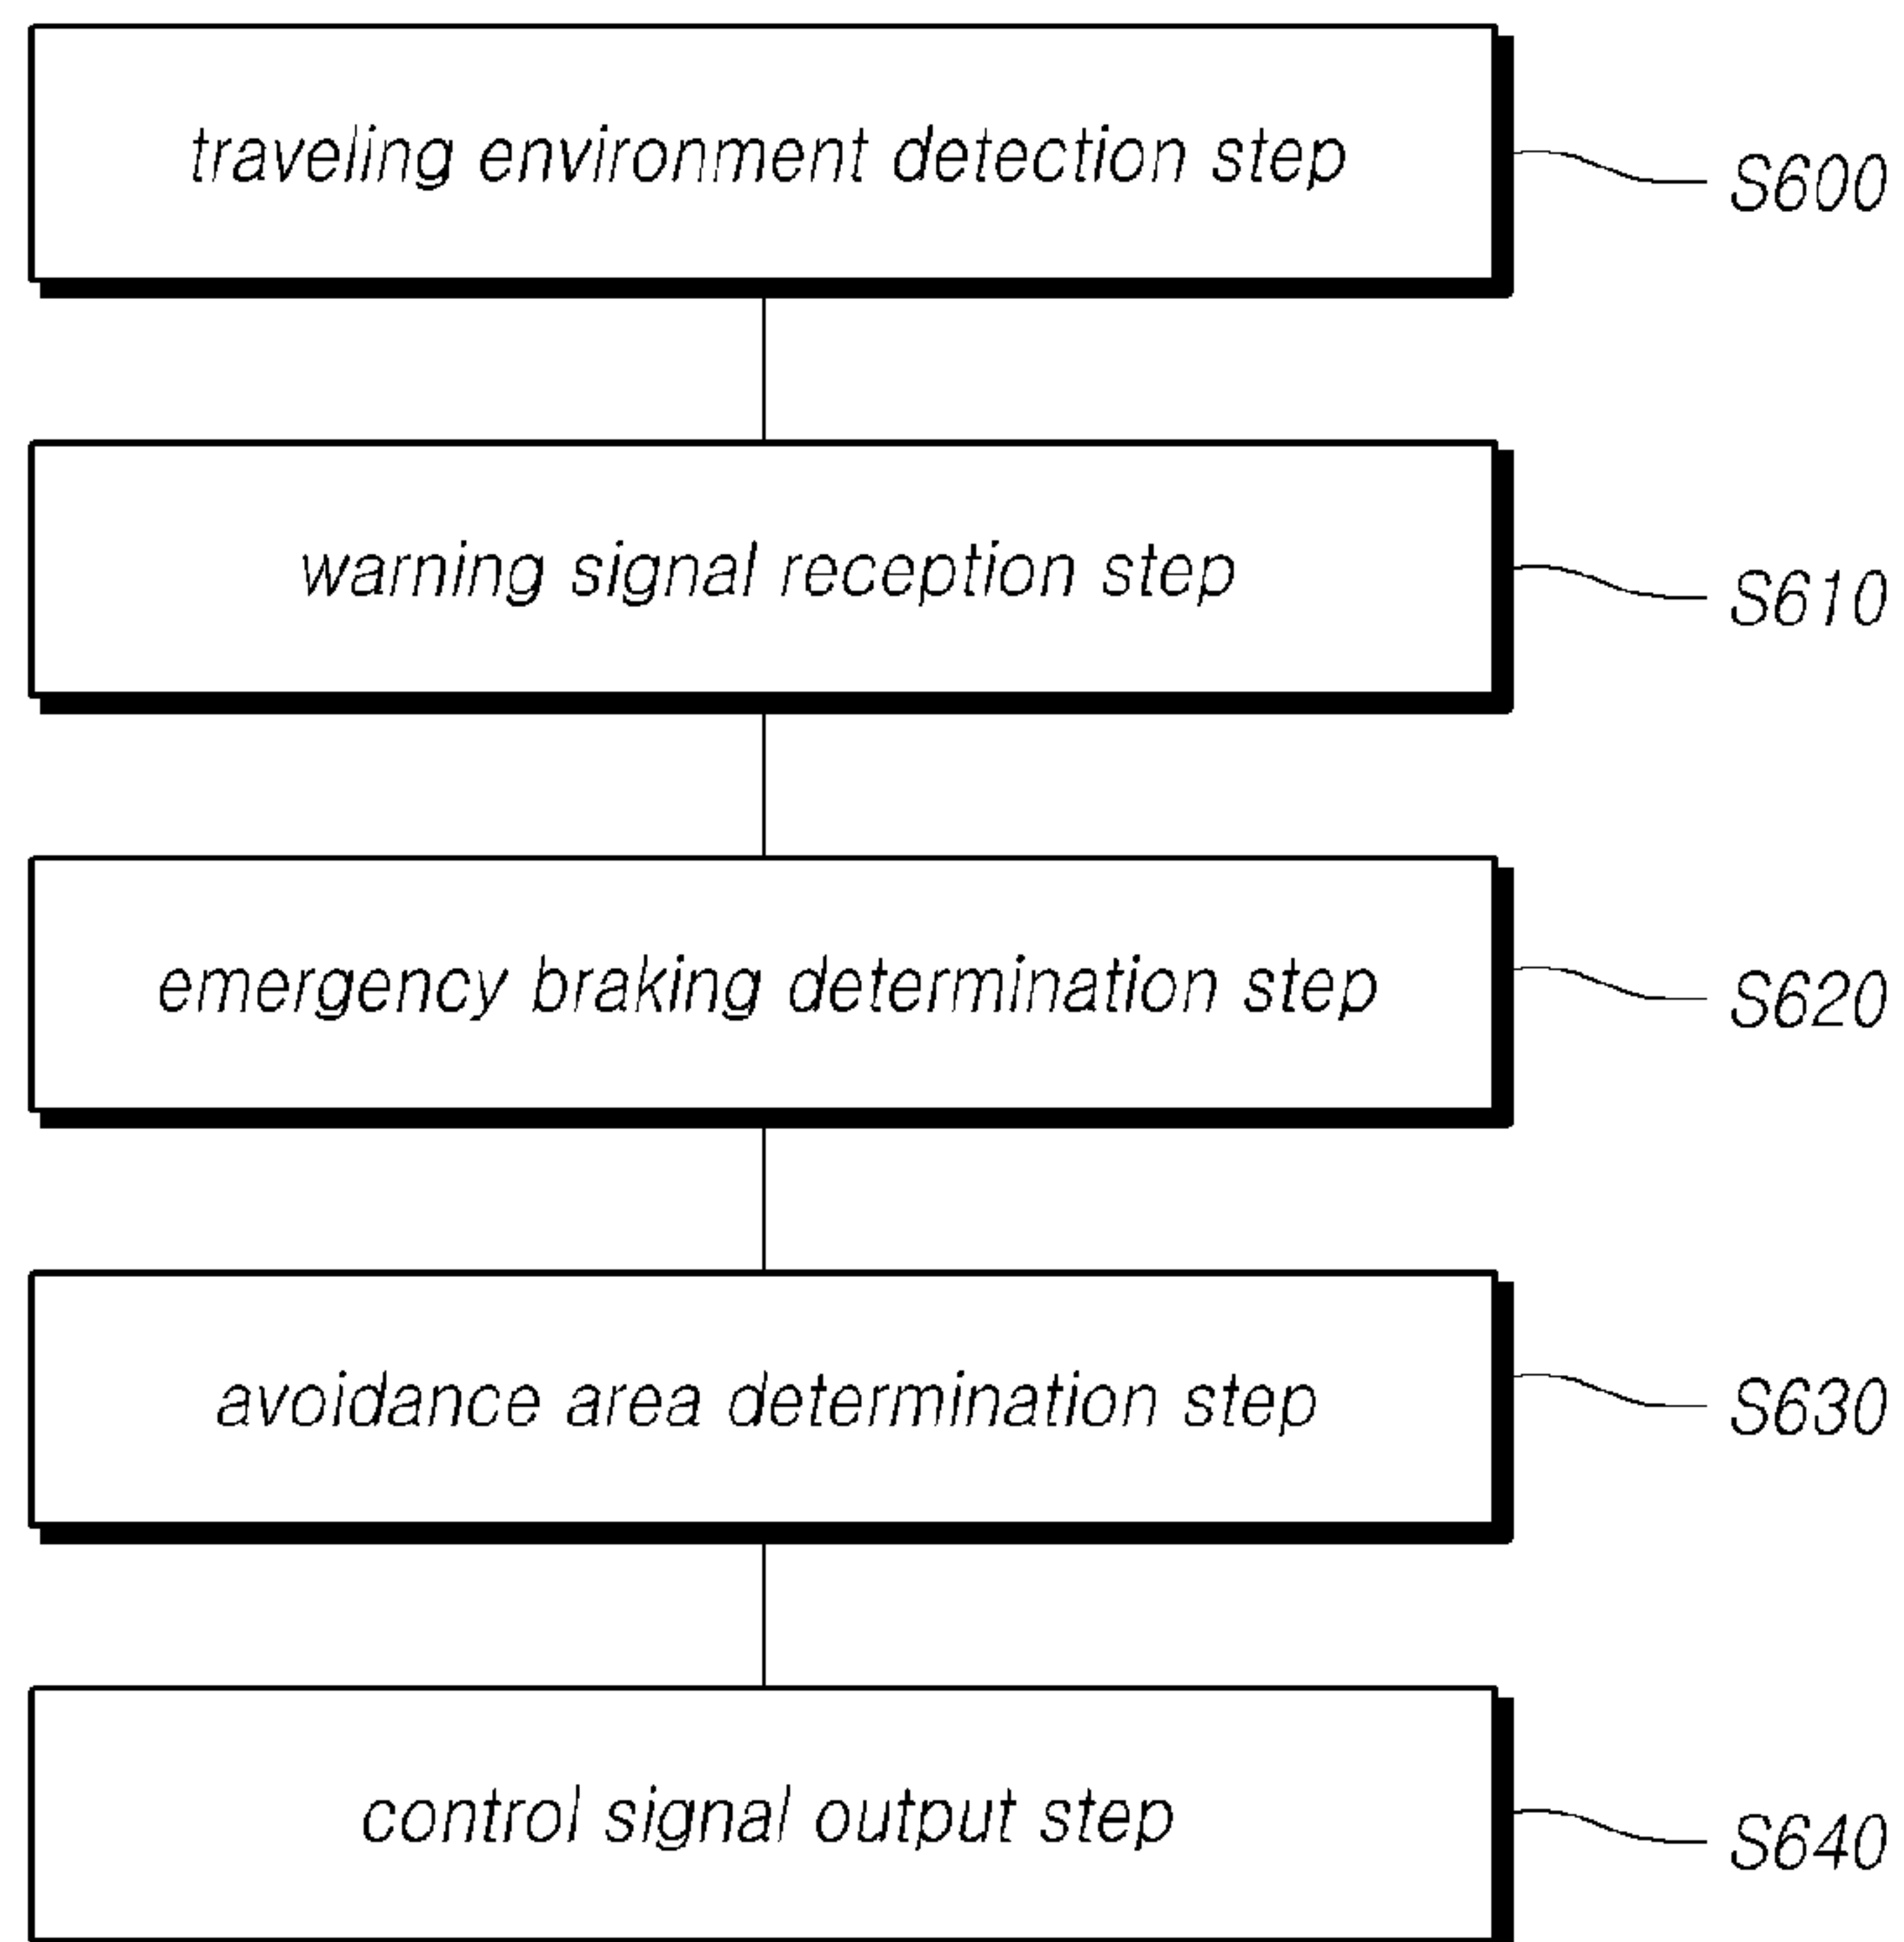 traveling environment detection step
S600
warning signal reception step
S610
emergency braking determination step
S620
avoidance area determination step
S630
control signal output step
S640